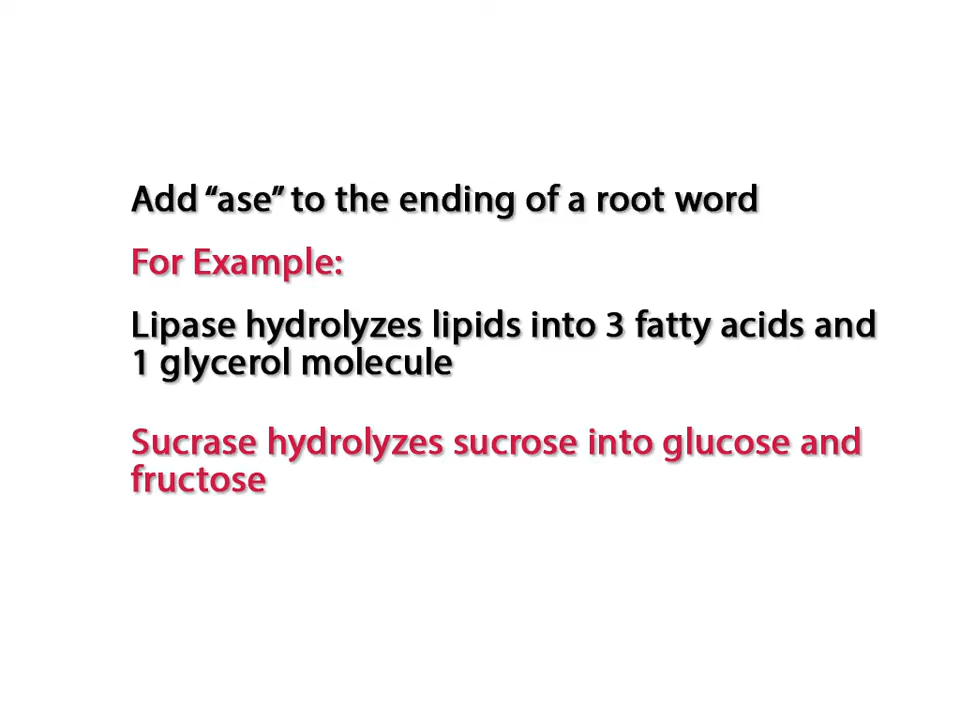 Add “ase” to the ending of a root word
For Example:
Lipase hydrolyzes lipids into 3 fatty acids and
1 glycerol molecule
Sucrase hydrolyzes sucrose into glucose and
fructose